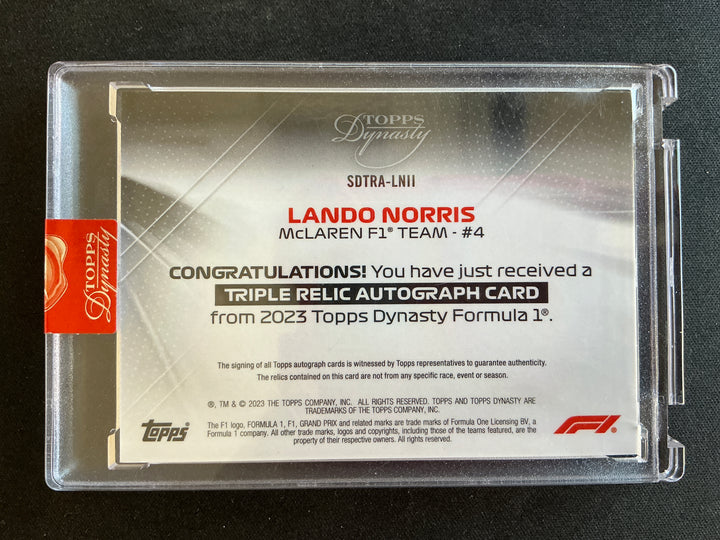 TOPPS
Dynasty
SDTRA-LNII
LANDO NORRIS
McLAREN F1® TEAM - #4
CONGRATULATIONS! You have just received a
TRIPLE RELIC AUTOGRAPH CARD
from 2023 Topps Dynasty Formula 1®.
The signing of all Topps autograph cards is witnessed by Topps representatives to guarantee authenticity.
The relics contained on this card are not from any specific race, event or season.
®, TM & © 2023 THE TOPPS COMPANY, INC. ALL RIGHTS RESERVED. TOPPS AND TOPPS DYNASTY ARE
TRADEMARKS OF THE TOPPS COMPANY, INC.
The F1 logo, FORMULA 1, F1, GRAND PRIX and related marks are trademarks of Formula One Licensing BV, a
Formula 1 company. All other trade marks, logos and copyrights, including those of the teams featured, are the
property of their respective owners. All rights reserved.
topps®
F1®
TOPPS
Dynasty